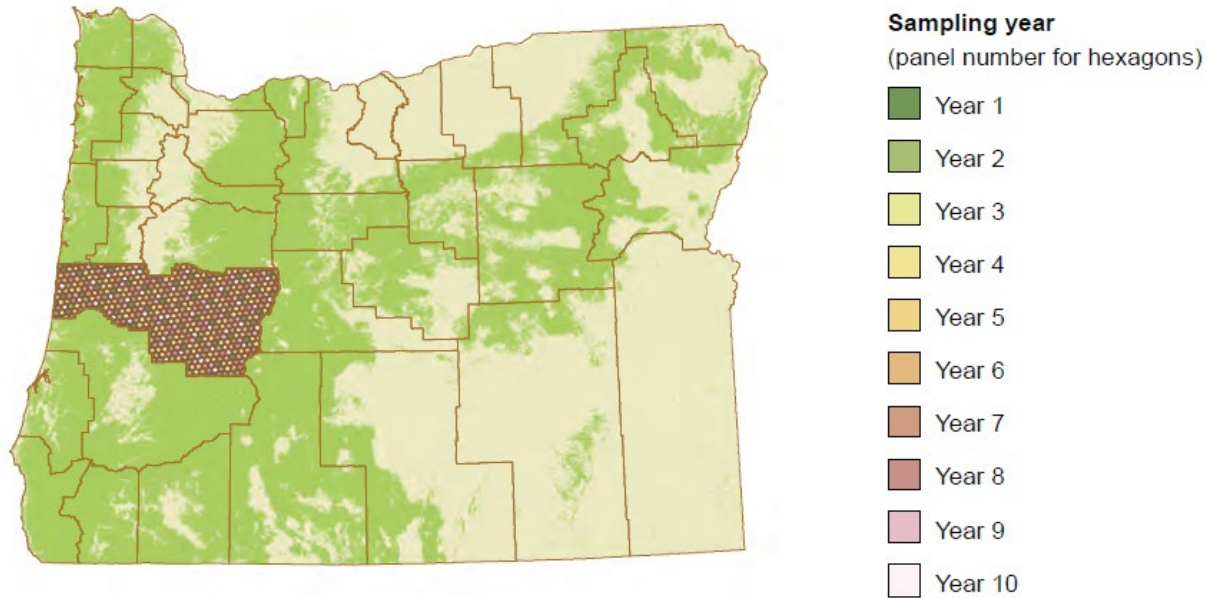 Sampling year
(panel number for hexagons)
Year 1
Year 2
Year 3
Year 4
Year 5
Year 6
Year 7
Year 8
Year 9
Year 10